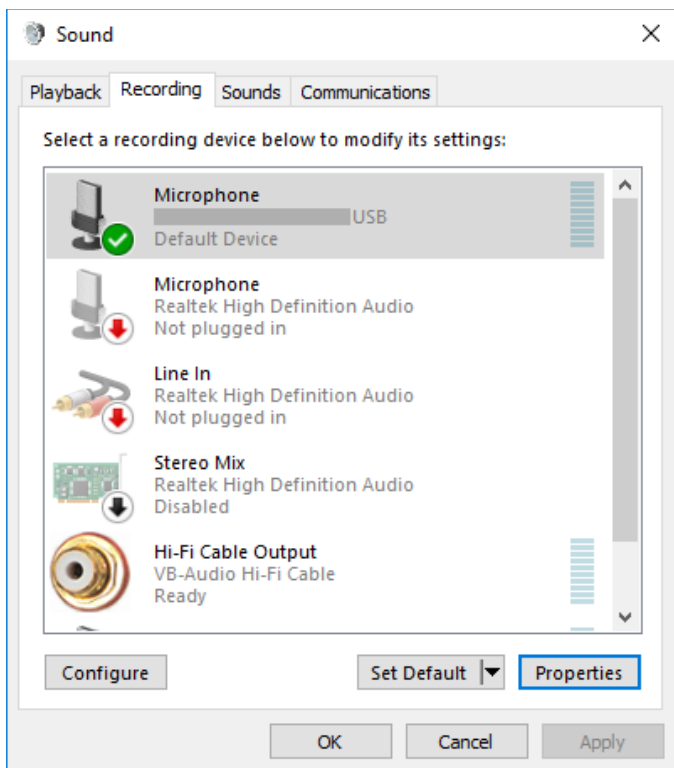 Sound
Playback Recording Sounds Communications
Select a recording device below to modify its settings:
Microphone
USB
Default Device
Microphone
Realtek High Definition Audio
Not plugged in
Line In
Realtek High Definition Audio
Not plugged in
Stereo Mix
Realtek High Definition Audio
Disabled
Hi-Fi Cable Output
VB-Audio Hi-Fi Cable
Ready
Configure Set Default Properties
OK Cancel Apply